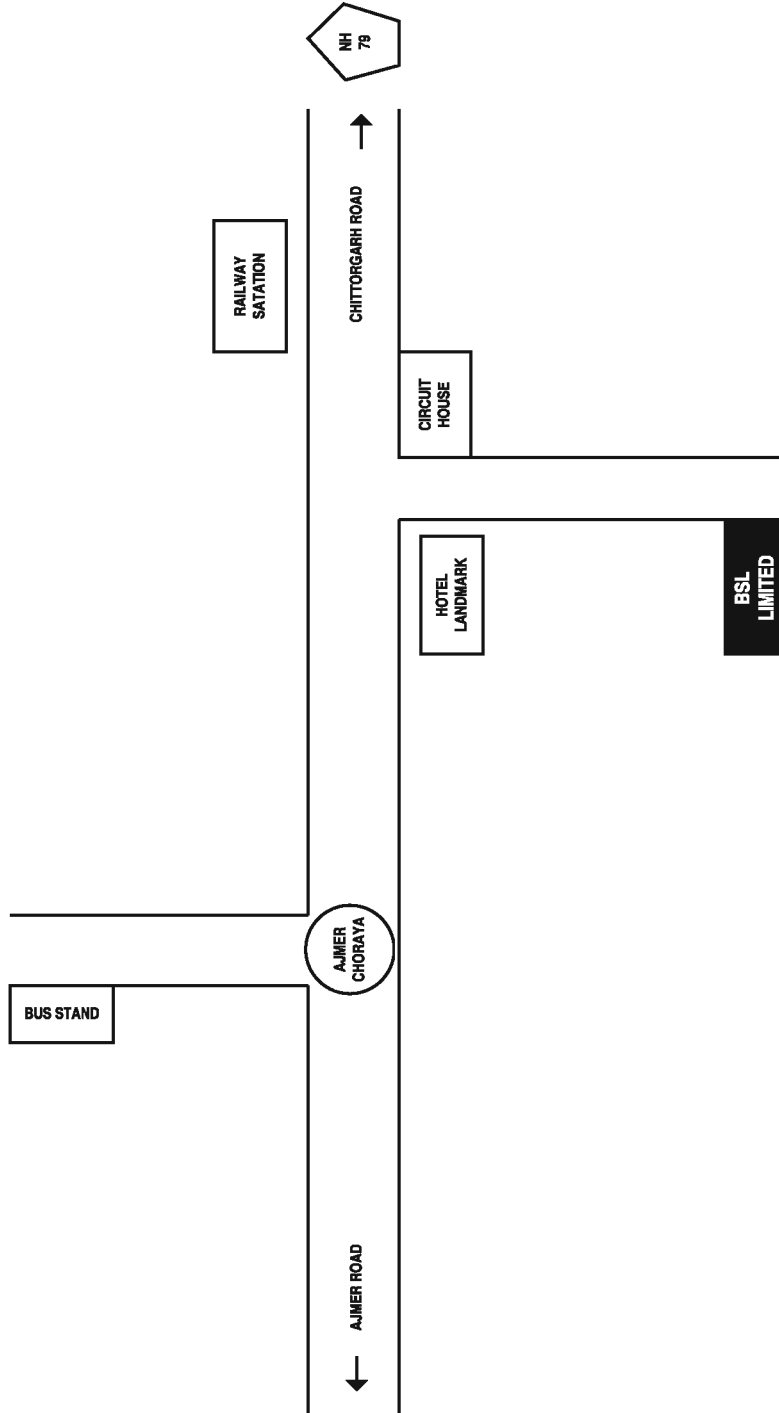 BUS STAND
RAILWAY
SATATION
AJMER ROAD
AJMER
CHORAYA
CHITTORGARH ROAD
NH
79
HOTEL
LANDMARK
CIRCUIT
HOUSE
BSL
LIMITED